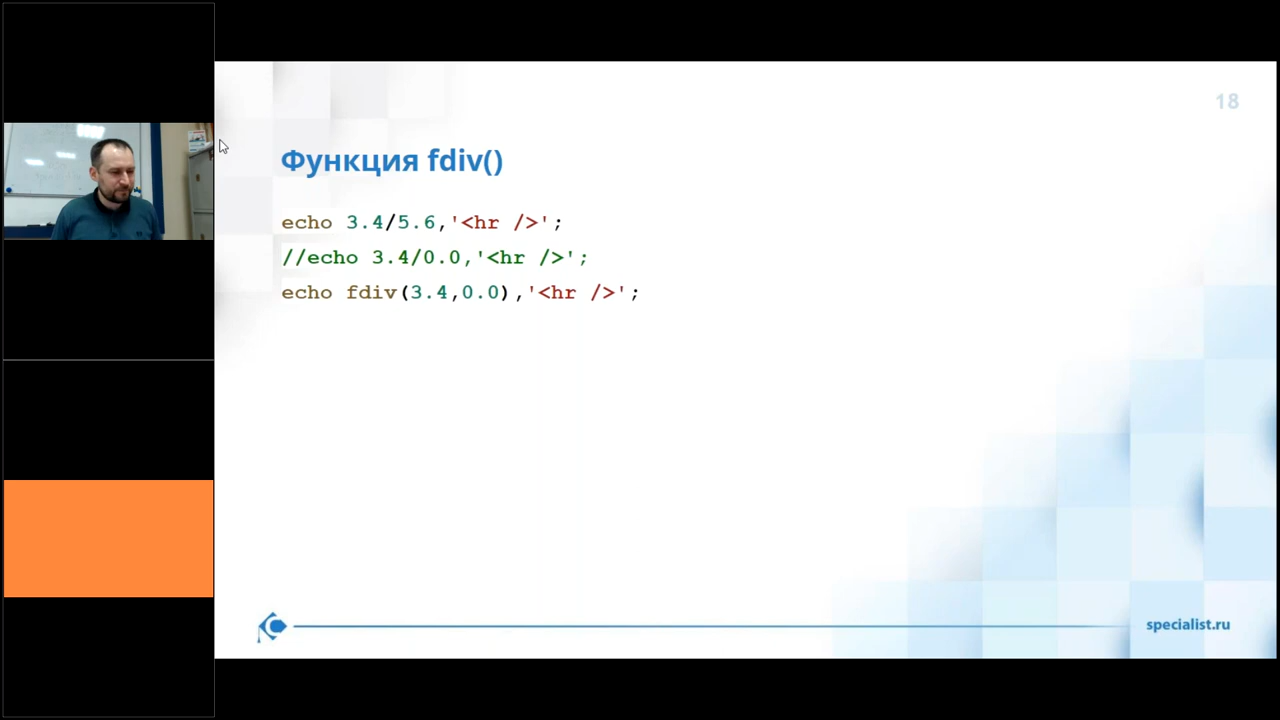 18
Функция fdiv()
echo 3.4/5.6,'<hr />';
//echo 3.4/0.0,'<hr />';
echo fdiv(3.4,0.0),'<hr />';
specialist.ru